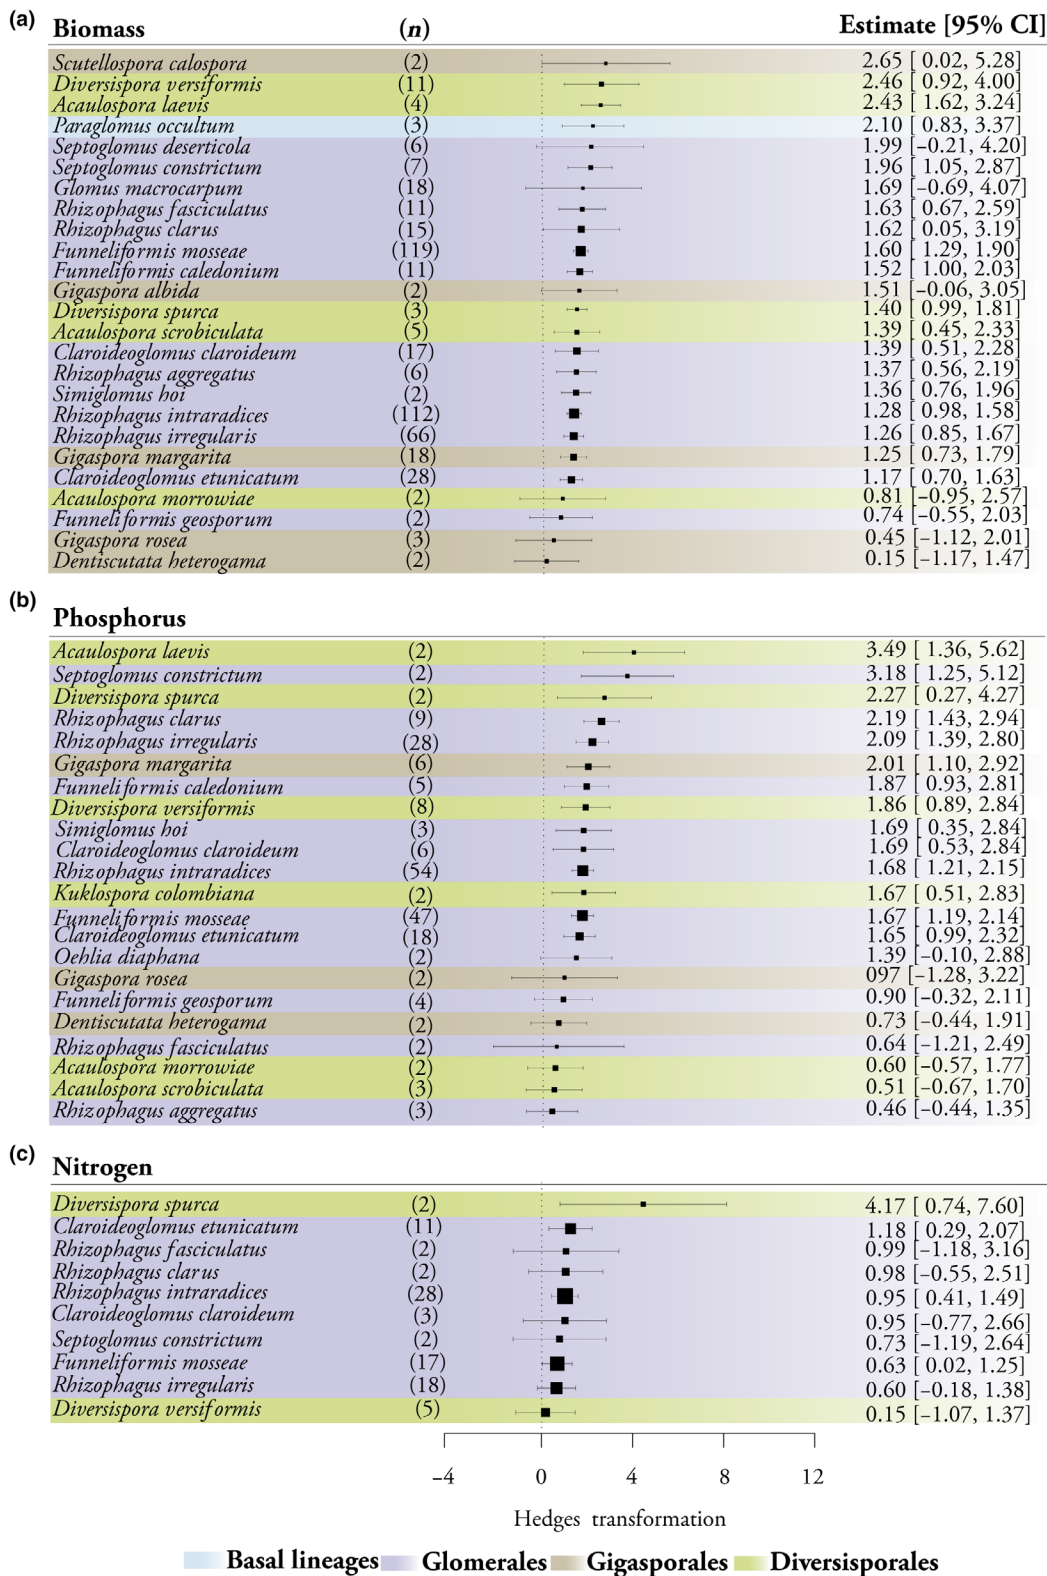 (a)
Biomass (n) Estimate [95% CI]
Scutellospora calospora (2) 2.65 [ 0.02, 5.28]
Diversispora versiformis (11) 2.46 [ 0.92, 4.00]
Acaulospora laevis (4) 2.43 [ 1.62, 3.24]
Paraglomus occultum (3) 2.10 [ 0.83, 3.37]
Septoglomus deserticola (6) 1.99 [–0.21, 4.20]
Septoglomus constrictum (7) 1.96 [ 1.05, 2.87]
Glomus macrocarpum (18) 1.69 [–0.69, 4.07]
Rhizophagus fasciculatus (11) 1.63 [ 0.67, 2.59]
Rhizophagus clarus (15) 1.62 [ 0.05, 3.19]
Funneliformis mosseae (119) 1.60 [ 1.29, 1.90]
Funneliformis caledonium (11) 1.52 [ 1.00, 2.03]
Gigaspora albida (2) 1.51 [–0.06, 3.05]
Diversispora spurca (3) 1.40 [ 0.99, 1.81]
Acaulospora scrobiculata (5) 1.39 [ 0.45, 2.33]
Claroideoglomus claroideum (17) 1.39 [ 0.51, 2.28]
Rhizophagus aggregatus (6) 1.37 [ 0.56, 2.19]
Simiglomus hoi (2) 1.36 [ 0.76, 1.96]
Rhizophagus intraradices (112) 1.28 [ 0.98, 1.58]
Rhizophagus irregularis (66) 1.26 [ 0.85, 1.67]
Gigaspora margarita (18) 1.25 [ 0.73, 1.79]
Claroideoglomus etunicatum (28) 1.17 [ 0.70, 1.63]
Acaulospora morrowiae (2) 0.81 [–0.95, 2.57]
Funneliformis geosporum (2) 0.74 [–0.55, 2.03]
Gigaspora rosea (3) 0.45 [–1.12, 2.01]
Dentiscutata heterogama (2) 0.15 [–1.17, 1.47]
(b)
Phosphorus
Acaulospora laevis (2) 3.49 [ 1.36, 5.62]
Septoglomus constrictum (2) 3.18 [ 1.25, 5.12]
Diversispora spurca (2) 2.27 [ 0.27, 4.27]
Rhizophagus clarus (9) 2.19 [ 1.43, 2.94]
Rhizophagus irregularis (28) 2.09 [ 1.39, 2.80]
Gigaspora margarita (6) 2.01 [ 1.10, 2.92]
Funneliformis caledonium (5) 1.87 [ 0.93, 2.81]
Diversispora versiformis (8) 1.86 [ 0.89, 2.84]
Simiglomus hoi (3) 1.69 [ 0.35, 2.84]
Claroideoglomus claroideum (6) 1.69 [ 0.53, 2.84]
Rhizophagus intraradices (54) 1.68 [ 1.21, 2.15]
Kuklospora colombiana (2) 1.67 [ 0.51, 2.83]
Funneliformis mosseae (47) 1.67 [ 1.19, 2.14]
Claroideoglomus etunicatum (18) 1.65 [ 0.99, 2.32]
Oehlia diaphana (2) 1.39 [–0.10, 2.88]
Gigaspora rosea (2) 097 [–1.28, 3.22]
Funneliformis geosporum (4) 0.90 [–0.32, 2.11]
Dentiscutata heterogama (2) 0.73 [–0.44, 1.91]
Rhizophagus fasciculatus (2) 0.64 [–1.21, 2.49]
Acaulospora morrowiae (2) 0.60 [–0.57, 1.77]
Acaulospora scrobiculata (3) 0.51 [–0.67, 1.70]
Rhizophagus aggregatus (3) 0.46 [–0.44, 1.35]
(c)
Nitrogen
Diversispora spurca (2) 4.17 [ 0.74, 7.60]
Claroideoglomus etunicatum (11) 1.18 [ 0.29, 2.07]
Rhizophagus fasciculatus (2) 0.99 [–1.18, 3.16]
Rhizophagus clarus (2) 0.98 [–0.55, 2.51]
Rhizophagus intraradices (28) 0.95 [ 0.41, 1.49]
Claroideoglomus claroideum (3) 0.95 [–0.77, 2.66]
Septoglomus constrictum (2) 0.73 [–1.19, 2.64]
Funneliformis mosseae (17) 0.63 [ 0.02, 1.25]
Rhizophagus irregularis (18) 0.60 [–0.18, 1.38]
Diversispora versiformis (5) 0.15 [–1.07, 1.37]
–4 0 4 8 12
Hedges transformation
Basal lineages Glomerales Gigasporales Diversisporales